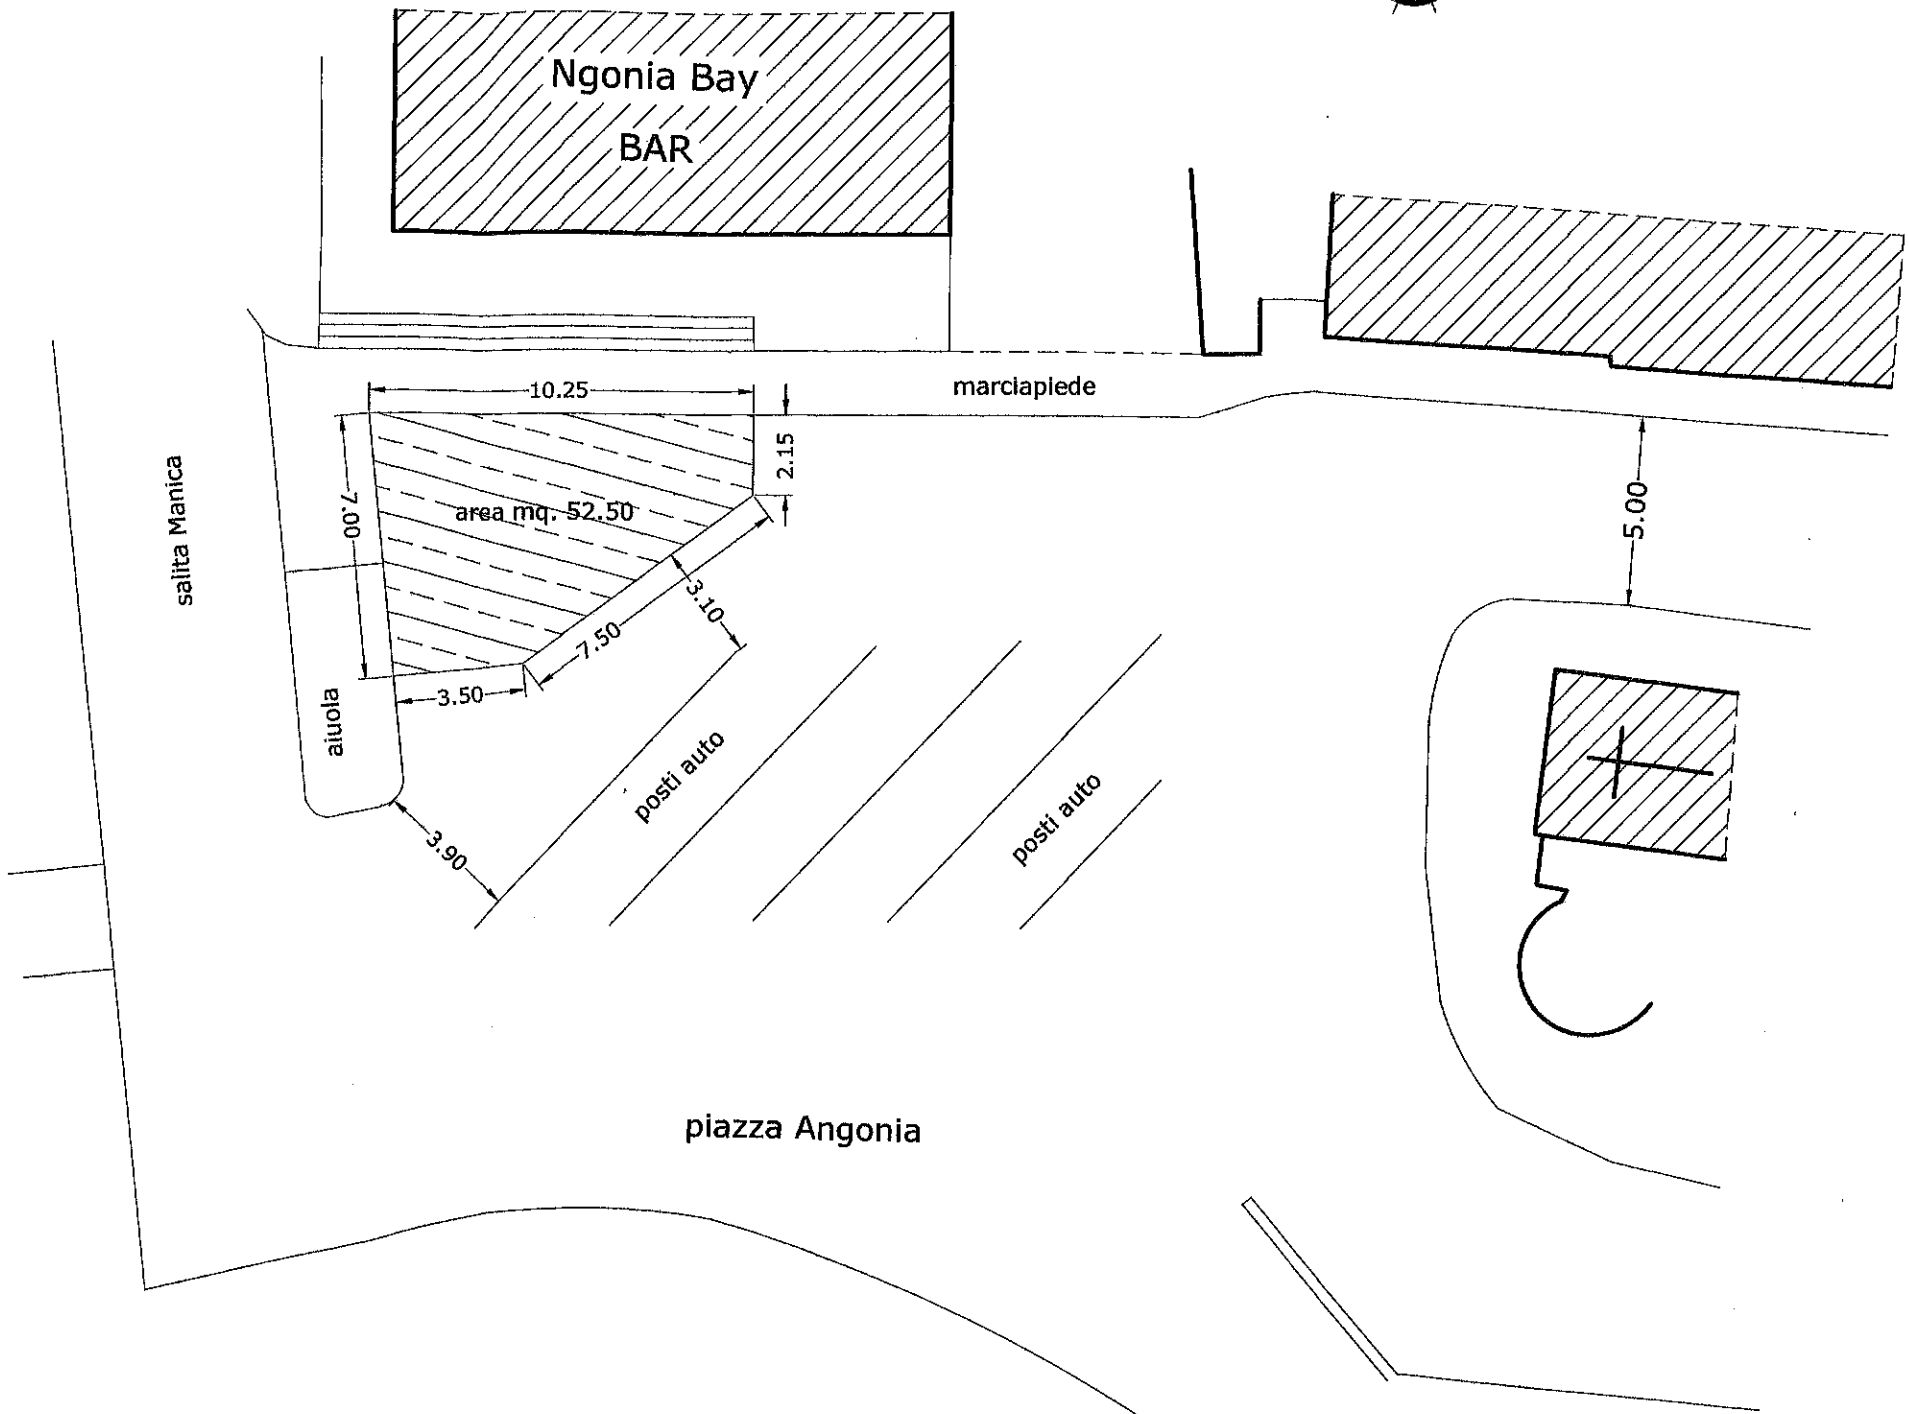 Ngonia Bay
BAR
marciapiede
10.25
2.15
salita Manica
7.00
area mq. 52.50
5.00
3.10
7.50
3.50
aiuola
posti auto
posti auto
3.90
piazza Angonia